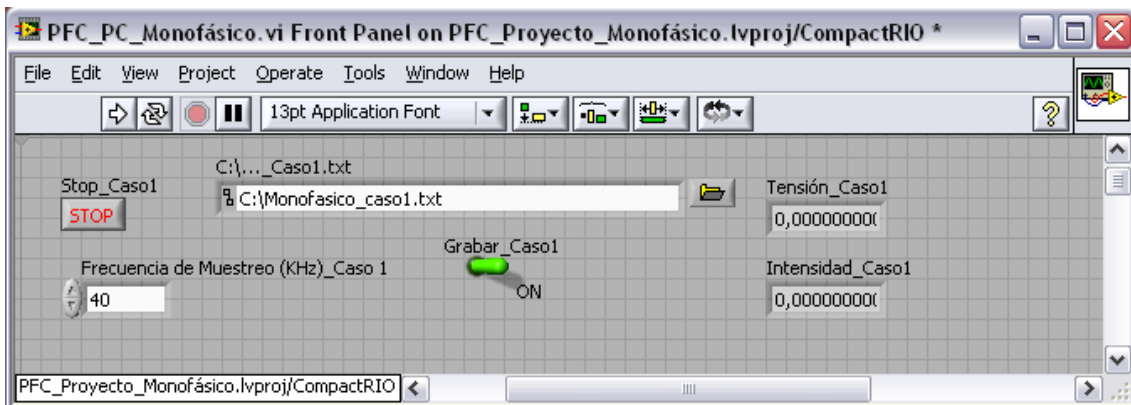 PFC_PC_Monofásico.vi Front Panel on PFC_Proyecto_Monofásico.lvproj/CompactRIO *
File Edit View Project Operate Tools Window Help
13pt Application Font
C:\..._Caso1.txt
Stop_Caso1
STOP
C:\Monofasico_caso1.txt
Tensión_Caso1
0,00000000
Grabar_Caso1
ON
Frecuencia de Muestreo (KHz)_Caso 1
40
Intensidad_Caso1
0,00000000
PFC_Proyecto_Monofásico.lvproj/CompactRIO